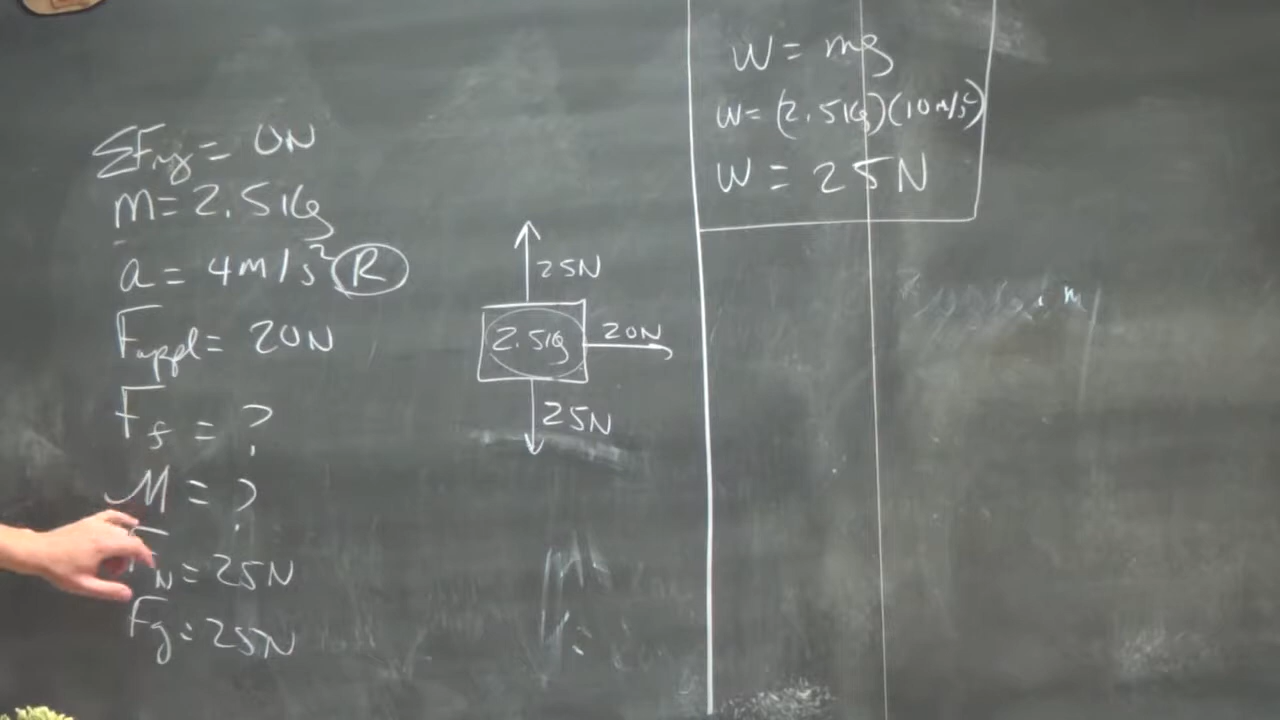 ΣFny = 0N
m = 2.5Kg
a = 4m/s² R
Fappl = 20N
Ff = ?
M = ?
FN = 25N
Fg = 25N
25N
2.5Kg
20N
25N
W = mg
W = (2.5Kg)(10m/s²)
W = 25N